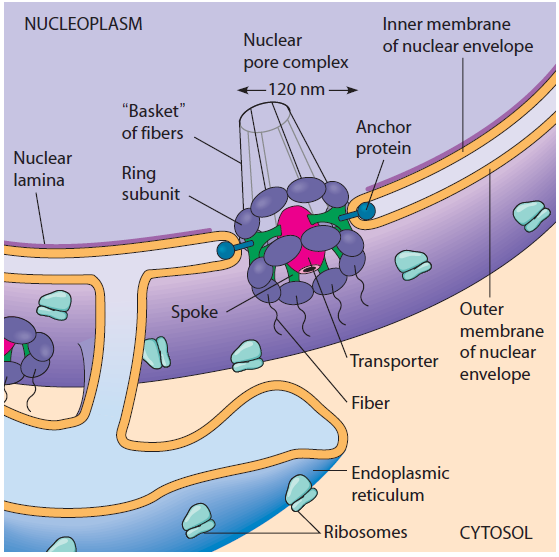 NUCLEOPLASM
Inner membrane
of nuclear envelope
Nuclear
pore complex
120 nm
"Basket"
of fibers
Anchor
protein
Nuclear
lamina
Ring
subunit
Spoke
Outer
membrane
of nuclear
envelope
Transporter
Fiber
Endoplasmic
reticulum
Ribosomes
CYTOSOL